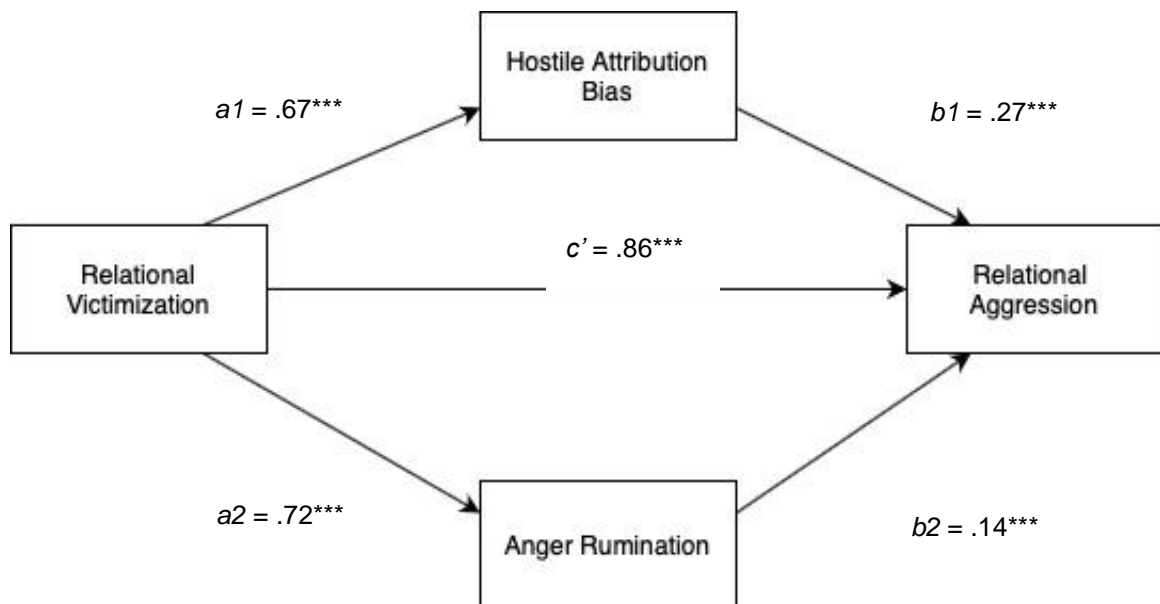 Hostile Attribution
Bias
a1 = .67***
b1 = .27***
c’ = .86***
Relational
Victimization
Relational
Aggression
a2 = .72***
b2 = .14***
Anger Rumination